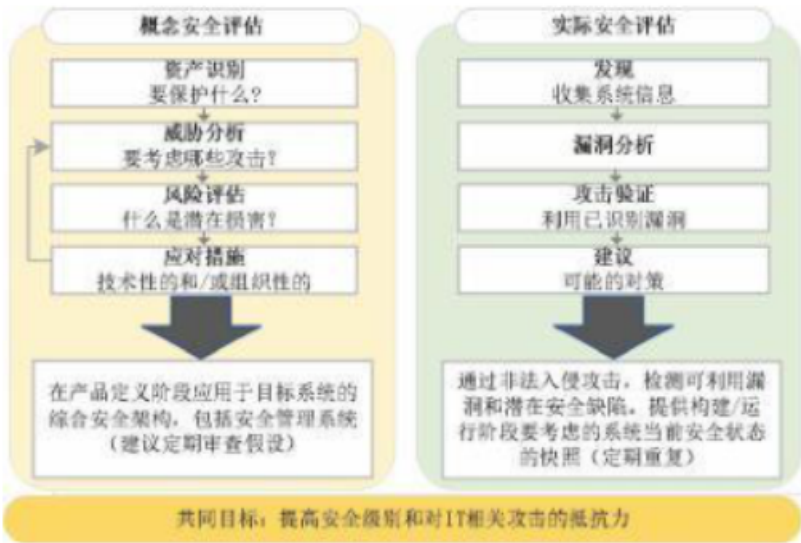 概念安全评估
资产识别
要保护什么?
威胁分析
要考虑哪些攻击?
风险评估
什么是潜在损害?
应对措施
技术性的和/或组织性的
在产品定义阶段应用于目标系统的
综合安全架构,包括安全管理系统
(建议定期审查假设)
实际安全评估
发现
收集系统信息
漏洞分析
攻击验证
利用已识别漏洞
建议
可能的对策
通过非法入侵攻击,检测可利用漏
洞和潜在安全缺陷。提供构建/运
行阶段要考虑的系统当前安全状态
的快照(定期重复)
共同目标:提高安全级别和对IT相关攻击的抵抗力